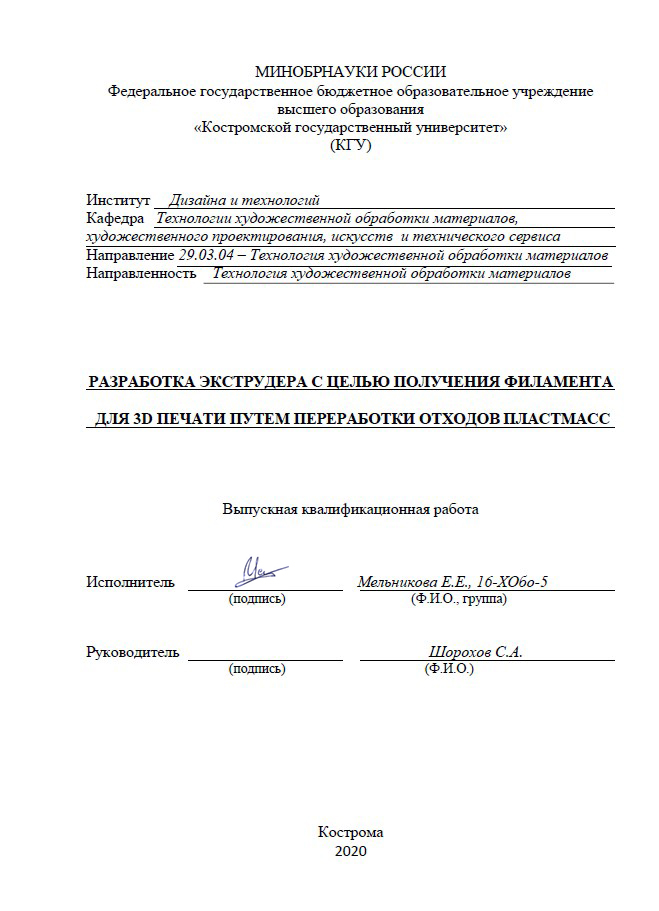 МИНОБРНАУКИ РОССИИ
Федеральное государственное бюджетное образовательное учреждение
высшего образования
«Костромской государственный университет»
(КГУ)
Институт Дизайна и технологий
Кафедра Технологии художественной обработки материалов,
художественного проектирования, искусств и технического сервиса
Направление 29.03.04 – Технология художественной обработки материалов
Направленность Технология художественной обработки материалов
РАЗРАБОТКА ЭКСТРУДЕРА С ЦЕЛЬЮ ПОЛУЧЕНИЯ ФИЛАМЕНТА
ДЛЯ 3D ПЕЧАТИ ПУТЕМ ПЕРЕРАБОТКИ ОТХОДОВ ПЛАСТМАСС
Выпускная квалификационная работа
Исполнитель Мельникова Е.Е., 16-ХОбо-5
(подпись) (Ф.И.О., группа)
Руководитель Шорохов С.А.
(подпись) (Ф.И.О.)
Кострома
2020